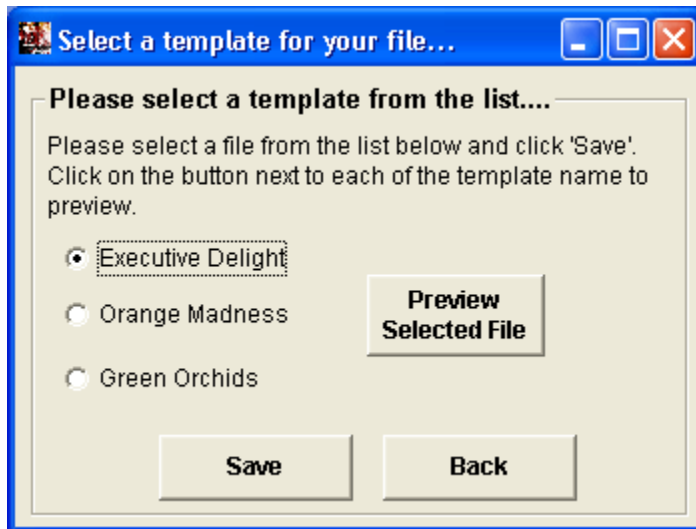 Select a template for your file...
Please select a template from the list....
Please select a file from the list below and click 'Save'.
Click on the button next to each of the template name to
preview.
Executive Delight
Orange Madness
Green Orchids
Preview
Selected File
Save
Back